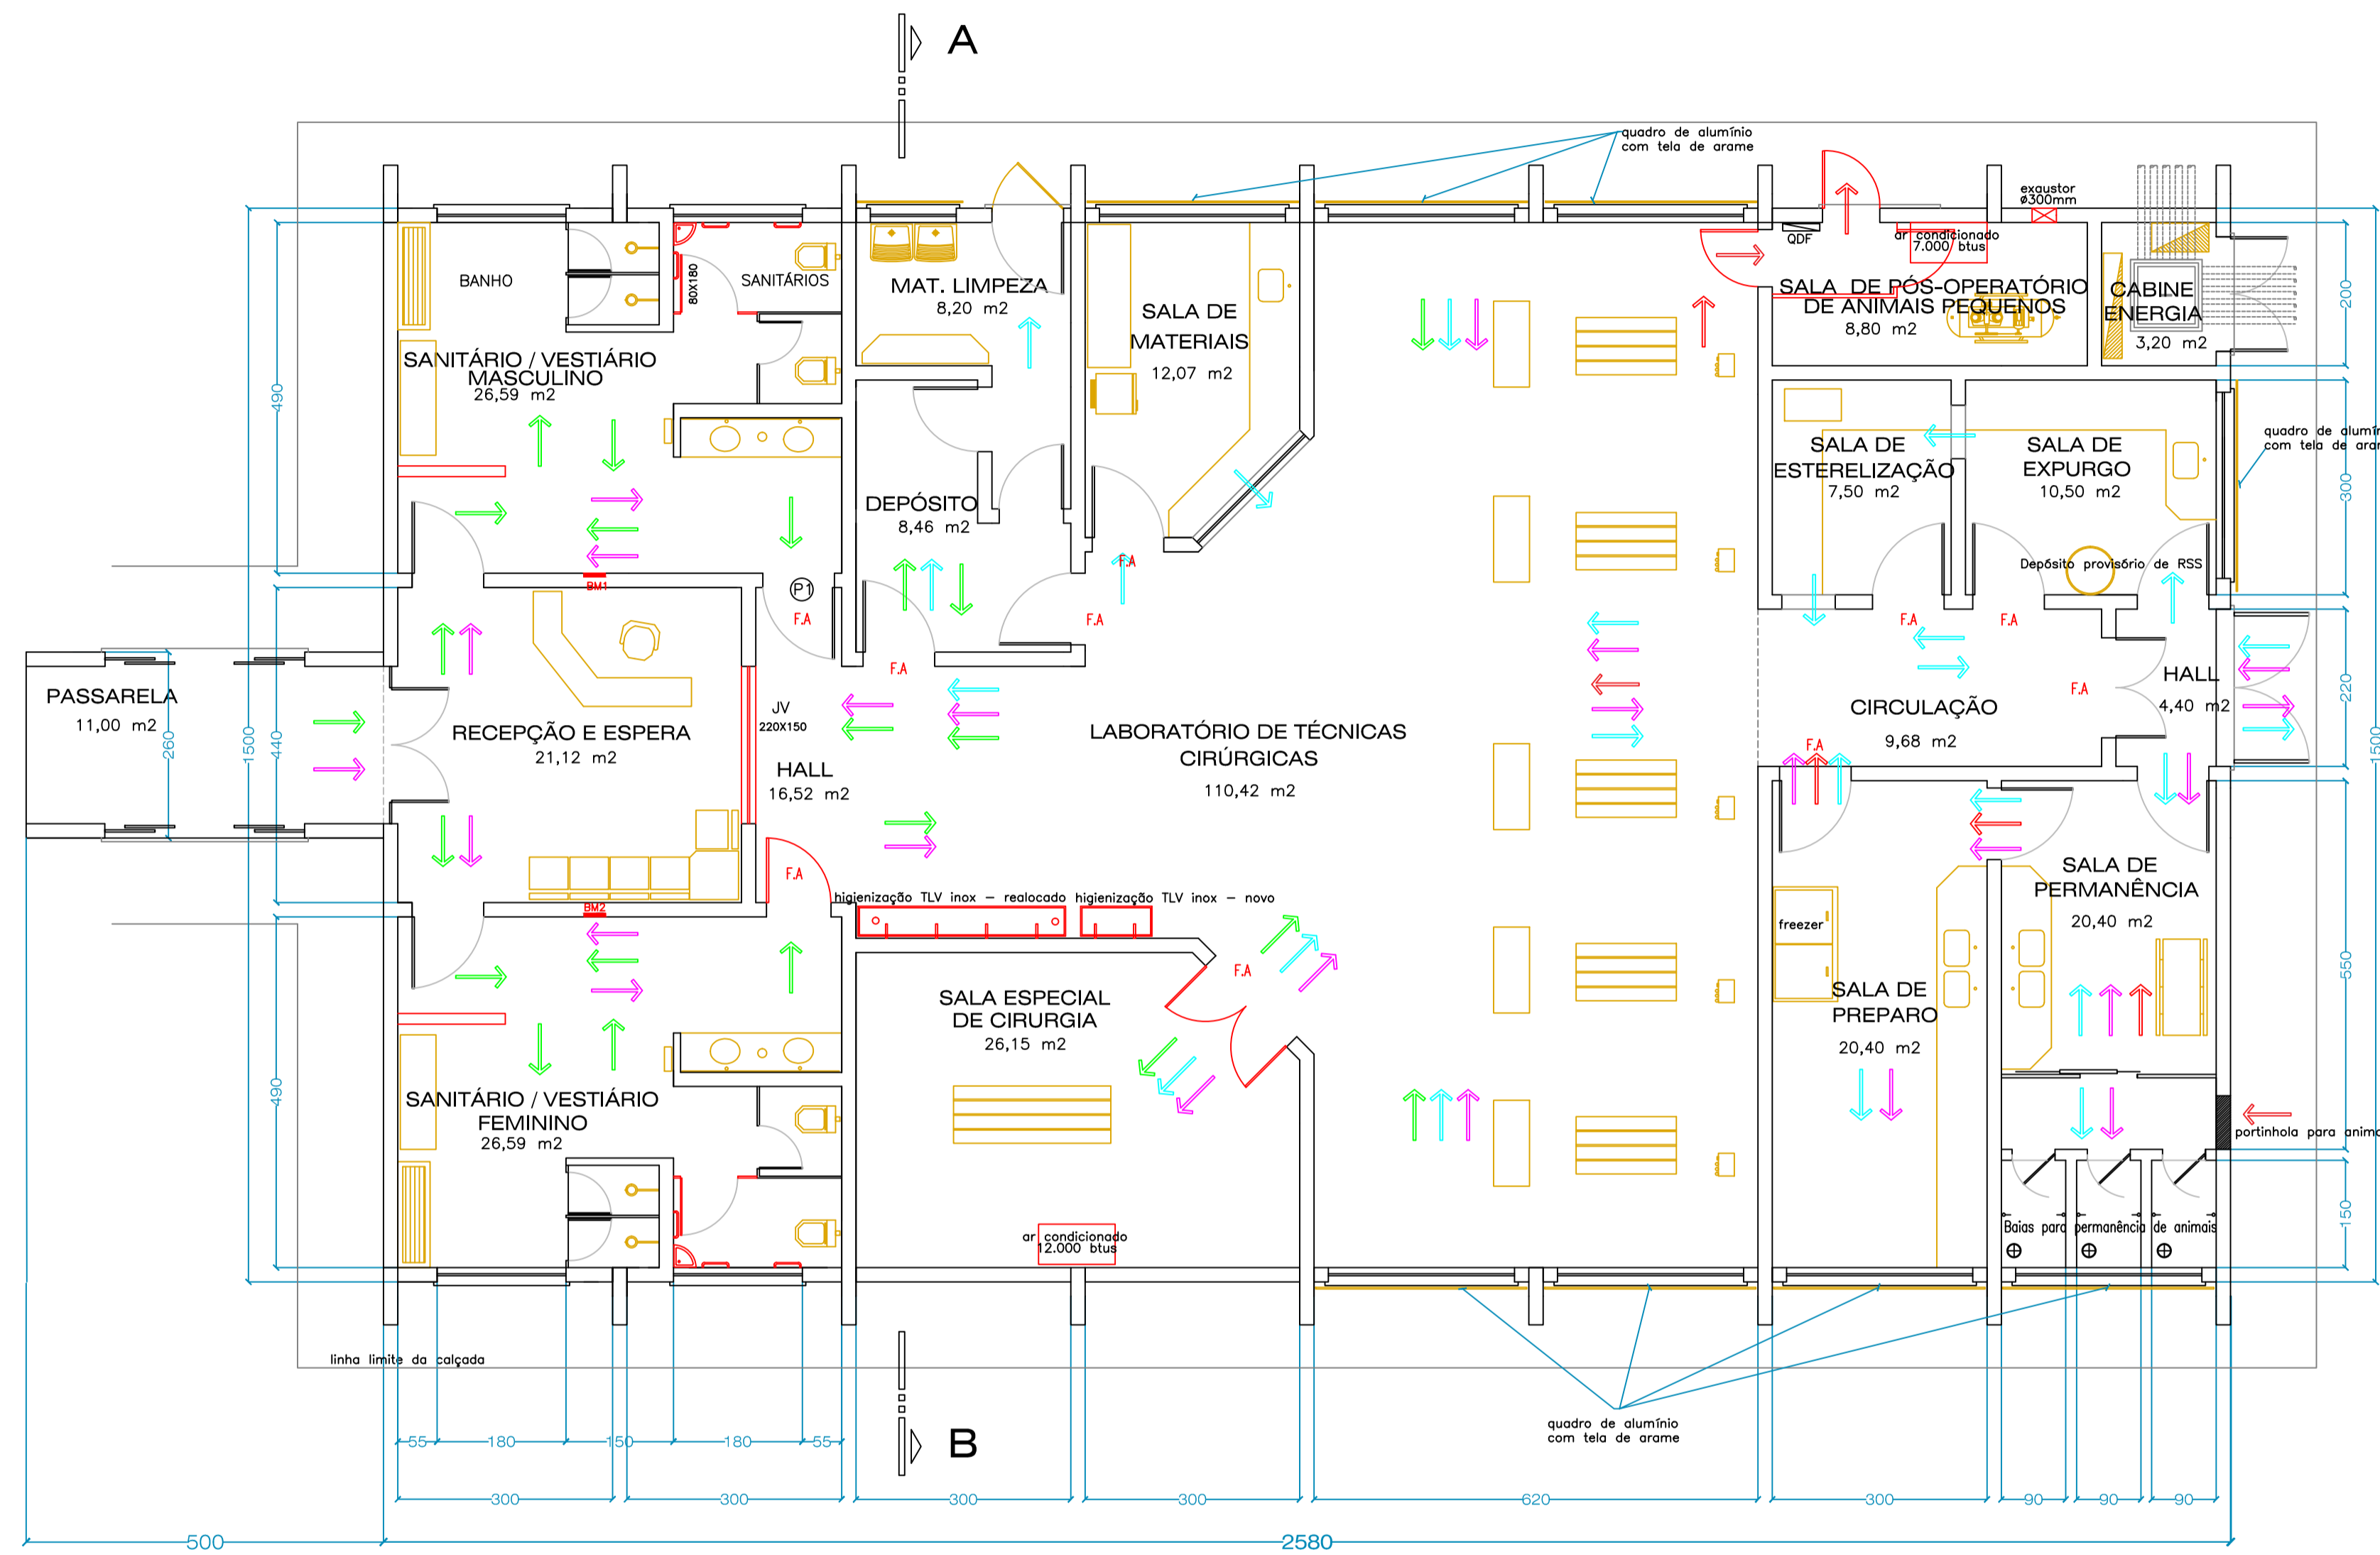 A
quadro de alumínio
com tela de arame
exaustor
ø300mm
QDF
ar condicionado
7.000 btus
BANHO
80X180
SANITÁRIOS
MAT. LIMPEZA
8,20 m2
SALA DE
MATERIAIS
12,07 m2
SALA DE PÓS-OPERATÓRIO
DE ANIMAIS PEQUENOS
8,80 m2
CABINE
ENERGIA
3,20 m2
200
SANITÁRIO / VESTIÁRIO
MASCULINO
26,59 m2
490
quadro de alumín
com tela de aram
SALA DE
ESTERELIZAÇÃO
7,50 m2
SALA DE
EXPURGO
10,50 m2
300
DEPÓSITO
8,46 m2
F.A
Depósito provisório de RSS
BM1
P1
F.A
F.A
F.A
F.A
F.A
F.A
PASSARELA
11,00 m2
260
1500
440
RECEPÇÃO E ESPERA
21,12 m2
JV
220X150
HALL
16,52 m2
LABORATÓRIO DE TÉCNICAS
CIRÚRGICAS
110,42 m2
CIRCULAÇÃO
9,68 m2
F.A
HALL
4,40 m2
220
1500
F.A
BM2
higienização TLV inox - realocado
higienização TLV inox - novo
F.A
freezer
SALA DE
PERMANÊNCIA
20,40 m2
550
SALA ESPECIAL
DE CIRURGIA
26,15 m2
SALA DE
PREPARO
20,40 m2
490
SANITÁRIO / VESTIÁRIO
FEMININO
26,59 m2
portinhola para anima
ar condicionado
12.000 btus
Baias para permanência de animais
150
linha limite da calçada
quadro de alumínio
com tela de arame
B
55
180
150
180
55
300
300
300
300
620
300
90
90
90
500
2580